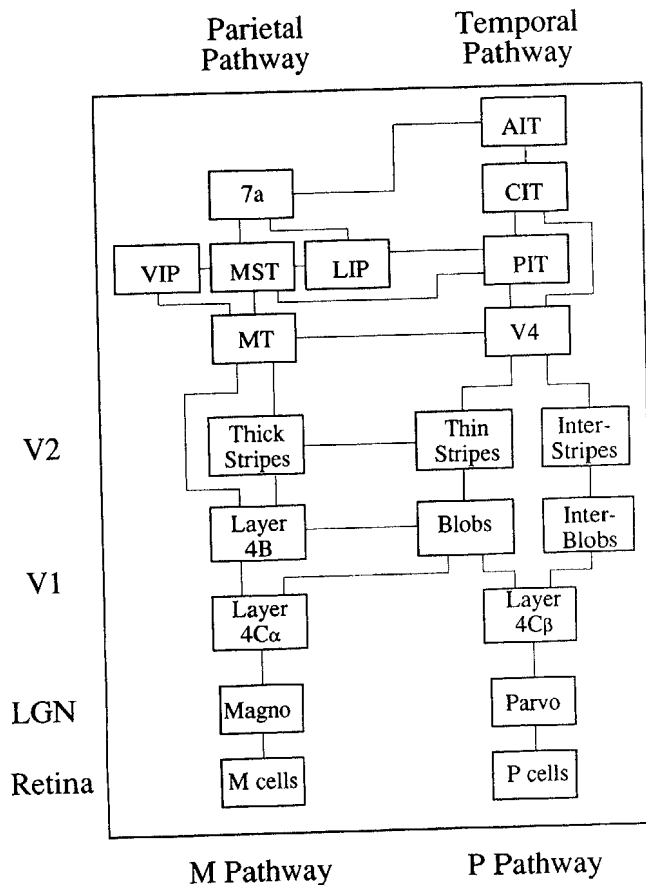 Parietal
Pathway
Temporal
Pathway
AIT
7a
CIT
VIP
MST
LIP
PIT
MT
V4
V2
Thick
Stripes
Thin
Stripes
Inter-
Stripes
Layer
4B
Blobs
Inter-
Blobs
V1
Layer
4Cα
Layer
4Cβ
LGN
Magno
Parvo
Retina
M cells
P cells
M Pathway
P Pathway